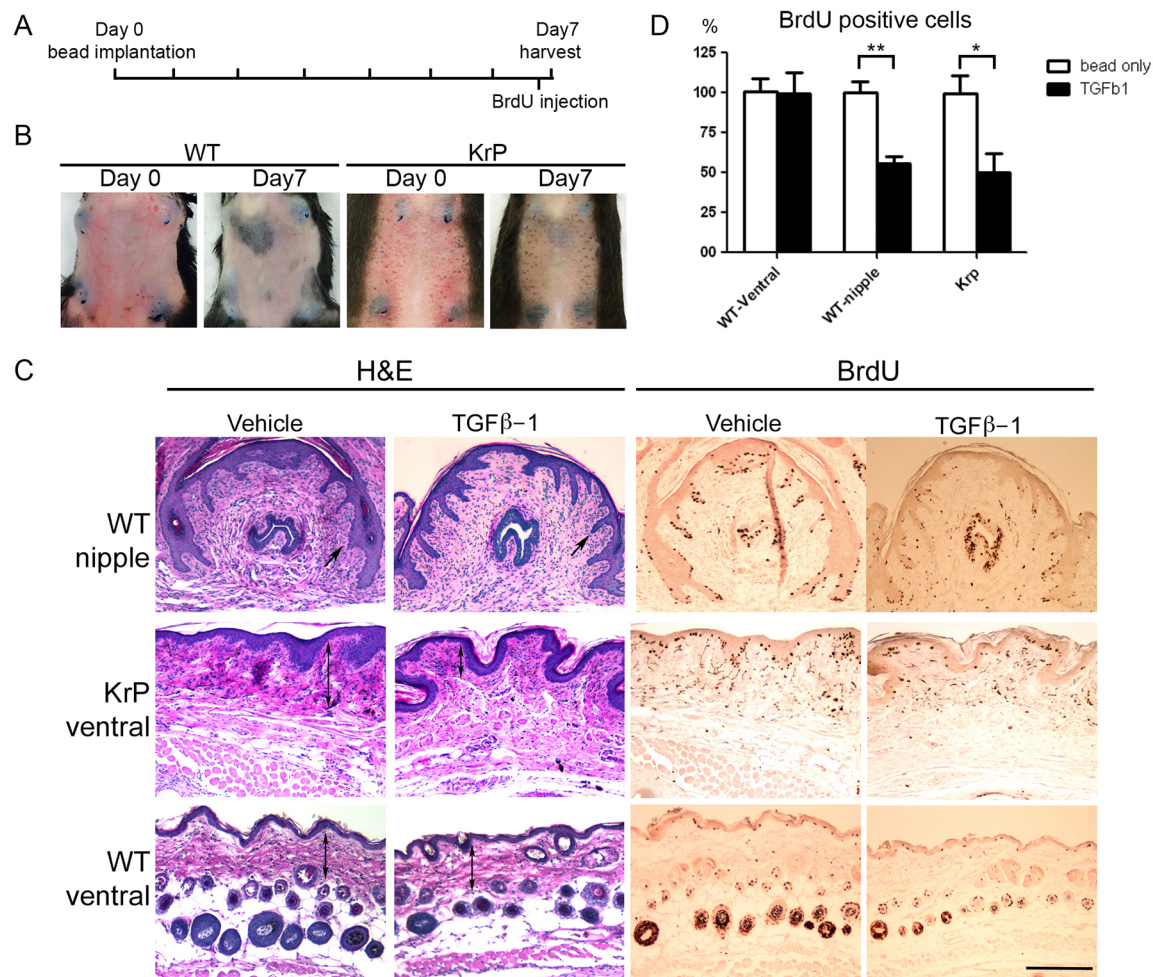 A
Day 0
bead implantation
Day7
harvest
BrdU injection
B
WT
KrP
Day 0
Day7
Day 0
Day7
D
BrdU positive cells
%
125
100
75
50
25
00
**
*
bead only
TGFb1
WT-Ventral
WT-nipple
Krp
C
H&E
BrdU
Vehicle
TGFβ−1
Vehicle
TGFβ−1
WT
nipple
KrP
ventral
WT
ventral